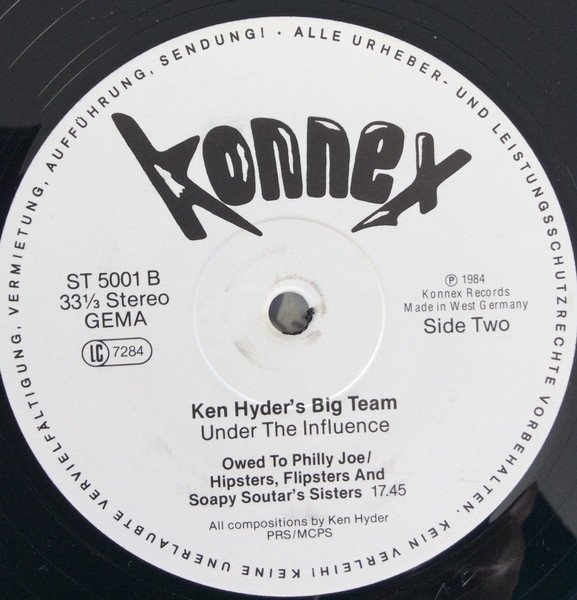 ALLE URHEBER- UND LEISTUNGSSCHUTZRECHTE VORBEHALTEN. KEIN VERLEIH! KEINE UNERLAUBTE VERVIELFÄLTIGUNG, VERMIETUNG, AUFFÜHRUNG, SENDUNG! ·
konnex
ST 5001 B
33⅓ Stereo
GEMA
LC 7284
Ⓟ 1984
Konnex Records
Made in West Germany
Side Two
Ken Hyder's Big Team
Under The Influence
Owed To Philly Joe/
Hipsters, Flipsters And
Soapy Soutar's Sisters 17.45
All compositions by Ken Hyder
PRS/MCPS